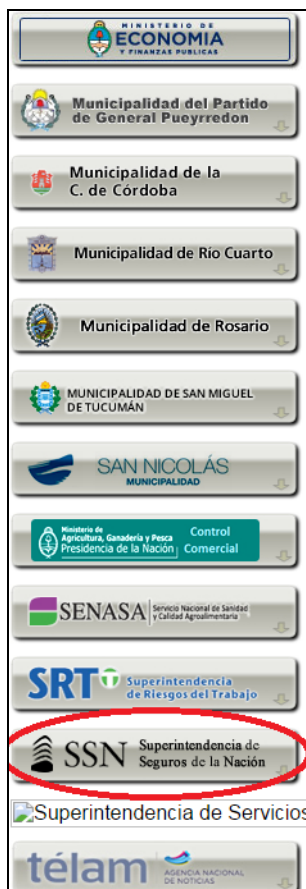 MINISTERIO DE
ECONOMIA
Y FINANZAS PUBLICAS
Municipalidad del Partido
de General Pueyrredon
Municipalidad de la
C. de Córdoba
Municipalidad de Río Cuarto
Municipalidad de Rosario
MUNICIPALIDAD DE SAN MIGUEL
DE TUCUMÁN
SAN NICOLÁS
MUNICIPALIDAD
Ministerio de
Agricultura, Ganadería y Pesca
Presidencia de la Nación
Control
Comercial
SENASA
Servicio Nacional de Sanidad
y Calidad Agroalimentaria
SRT
Superintendencia
de Riesgos del Trabajo
SSN
Superintendencia de
Seguros de la Nación
Superintendencia de Servicios
télam
AGENCIA NACIONAL
DE NOTICIAS